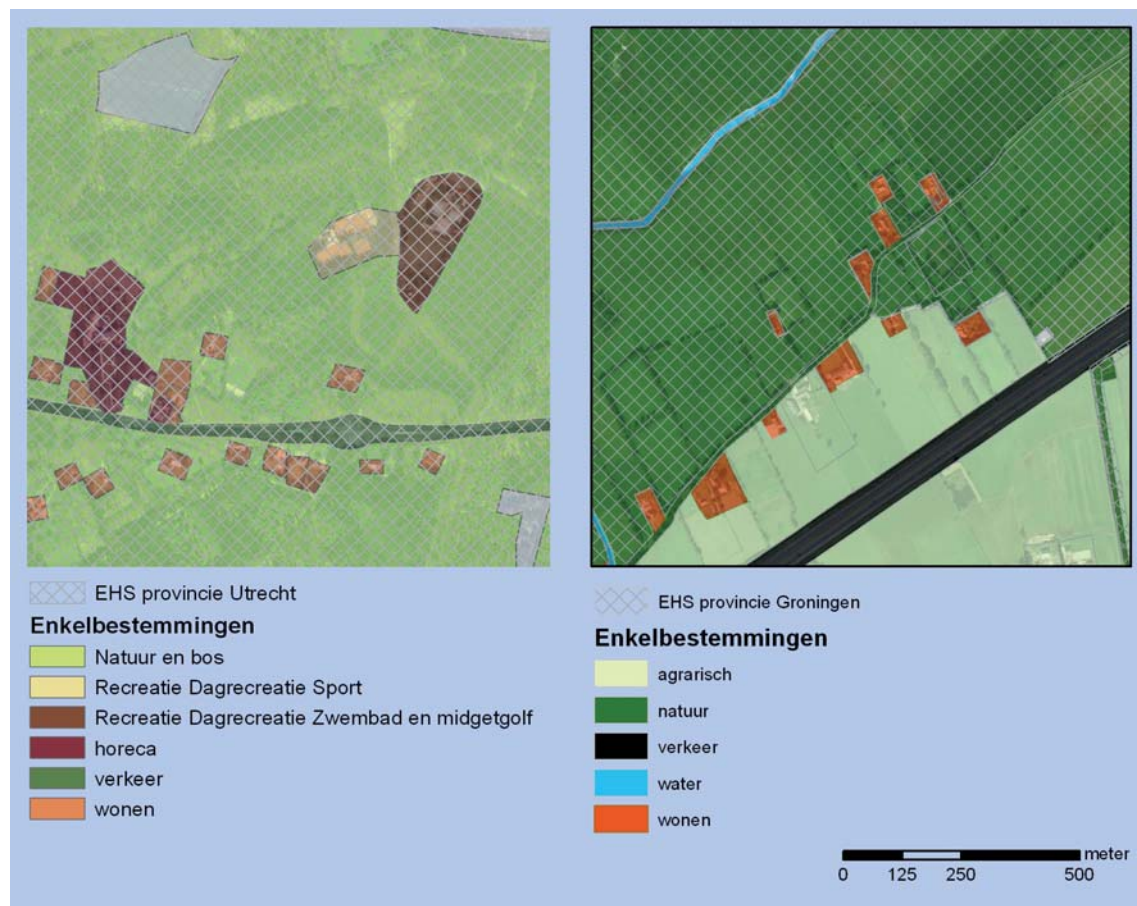 EHS provincie Utrecht
Enkelbestemmingen
Natuur en bos
Recreatie Dagrecreatie Sport
Recreatie Dagrecreatie Zwembad en midgetgolf
horeca
verkeer
wonen
EHS provincie Groningen
Enkelbestemmingen
agrarisch
natuur
verkeer
water
wonen
meter
0 125 250 500